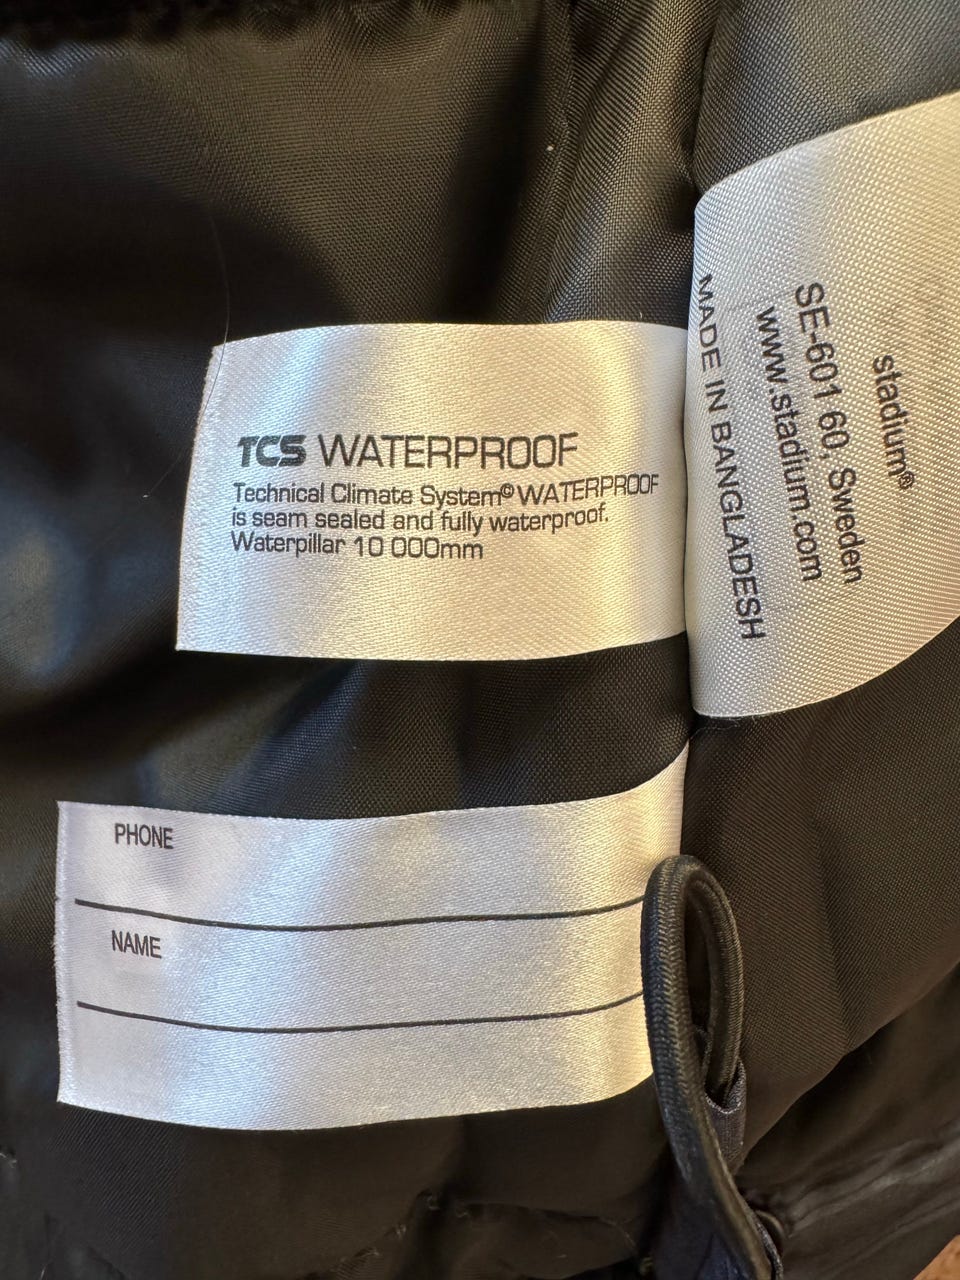 TCS WATERPROOF
Technical Climate System© WATERPROOF
is seam sealed and fully waterproof.
Waterpillar 10 000mm
stadium®
SE-601 60, Sweden
www.stadium.com
MADE IN BANGLADESH
PHONE
NAME